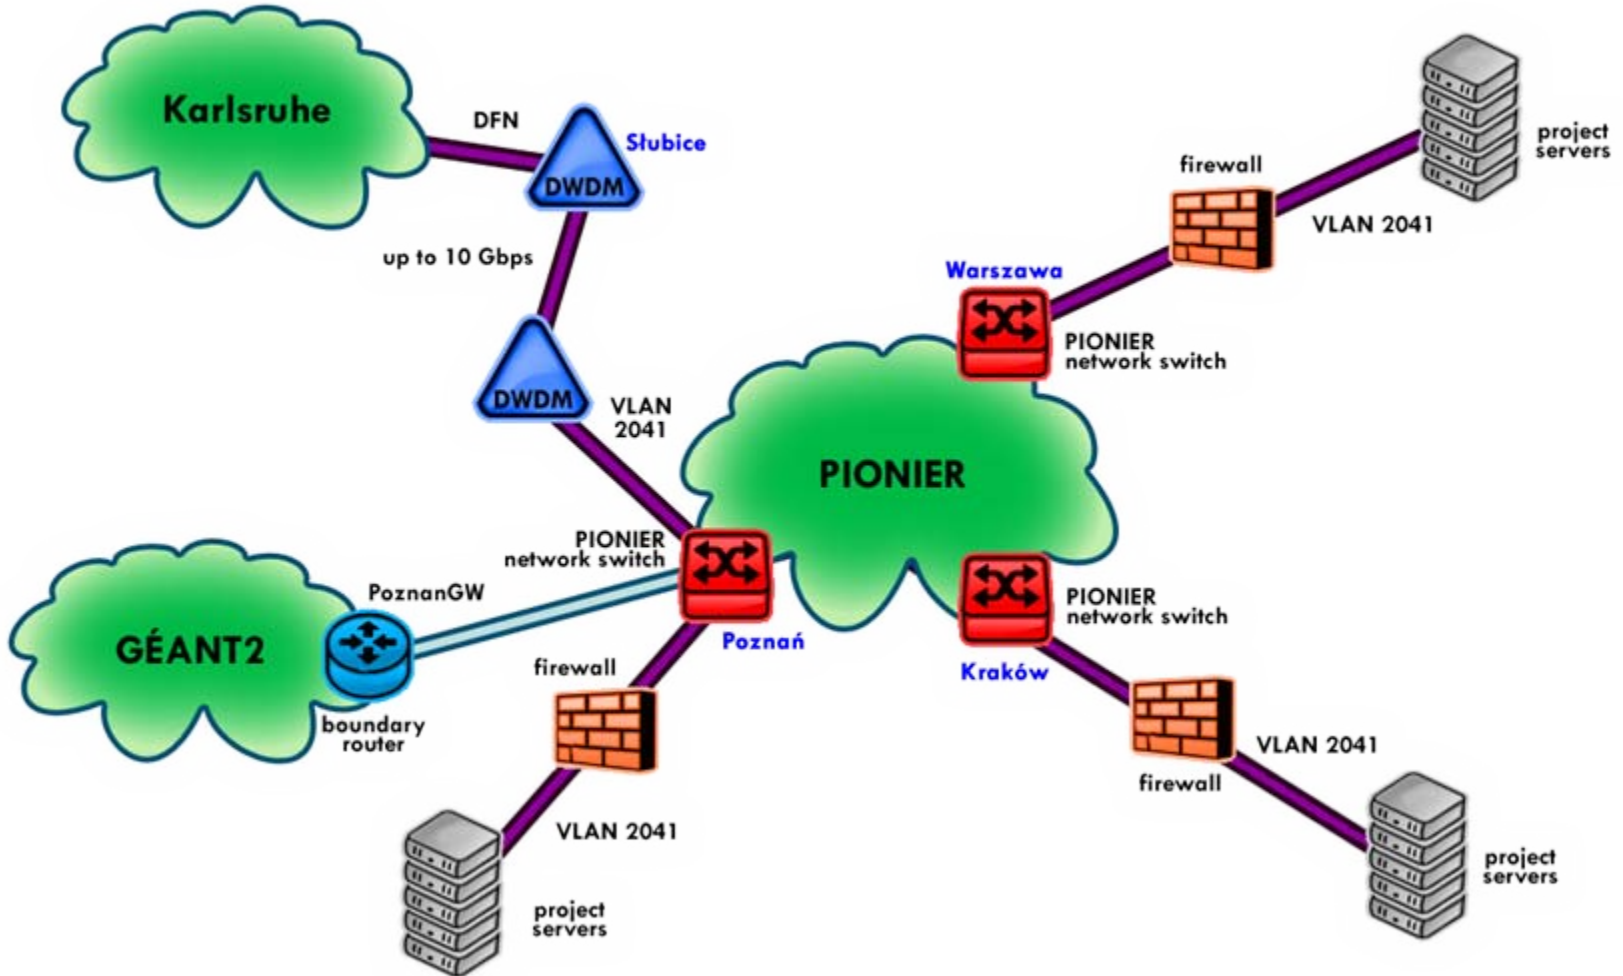 Karlsruhe
DFN
DWDM
Słubice
up to 10 Gbps
DWDM
VLAN
2041
Warszawa
firewall
VLAN 2041
project
servers
PIONIER
network switch
PIONIER
PIONIER
network switch
Poznań
PoznanGW
GÉANT2
boundary
router
firewall
VLAN 2041
project
servers
PIONIER
network switch
Kraków
firewall
VLAN 2041
project
servers